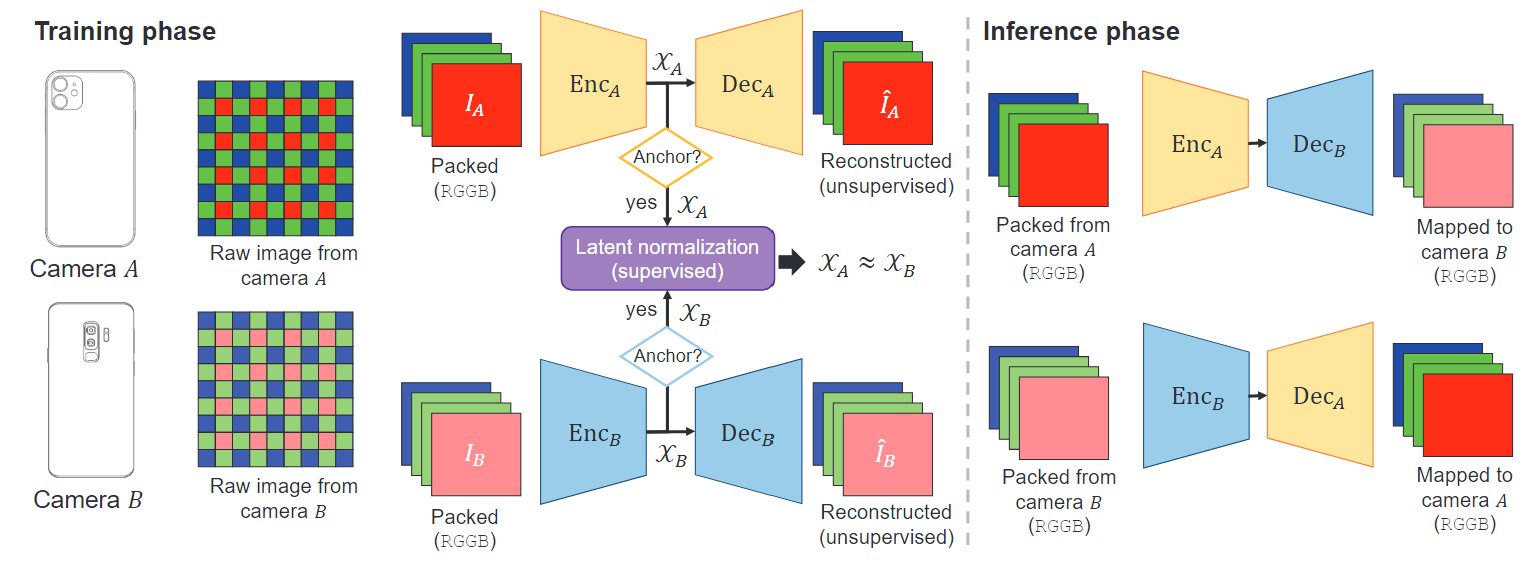 Training phase
Camera A
Raw image from
camera A
I_A
Packed
(RGGB)
Enc_A
𝒳_A
Dec_A
Î_A
Reconstructed
(unsupervised)
Anchor?
yes
𝒳_A
Latent normalization
(supervised)
𝒳_A ≈ 𝒳_B
yes
𝒳_B
Anchor?
Camera B
Raw image from
camera B
I_B
Packed
(RGGB)
Enc_B
𝒳_B
Dec_B
Î_B
Reconstructed
(unsupervised)
Inference phase
Packed from
camera A
(RGGB)
Enc_A
Dec_B
Mapped to
camera B
(RGGB)
Packed from
camera B
(RGGB)
Enc_B
Dec_A
Mapped to
camera A
(RGGB)